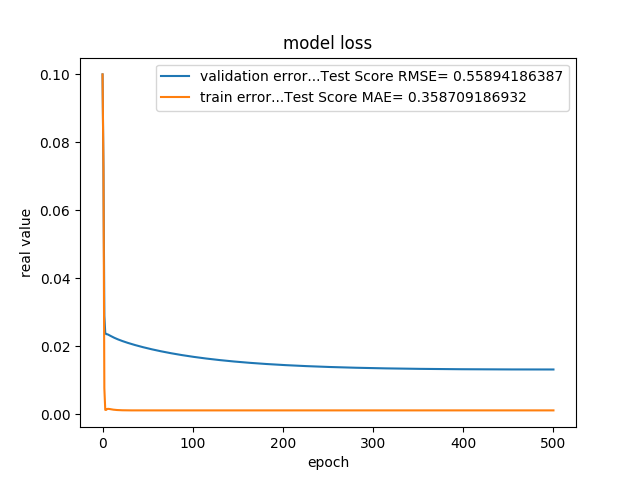 model loss
validation error...Test Score RMSE= 0.55894186387
train error...Test Score MAE= 0.358709186932
real value
0.10
0.08
0.06
0.04
0.02
0.00
0 100 200 300 400 500
epoch